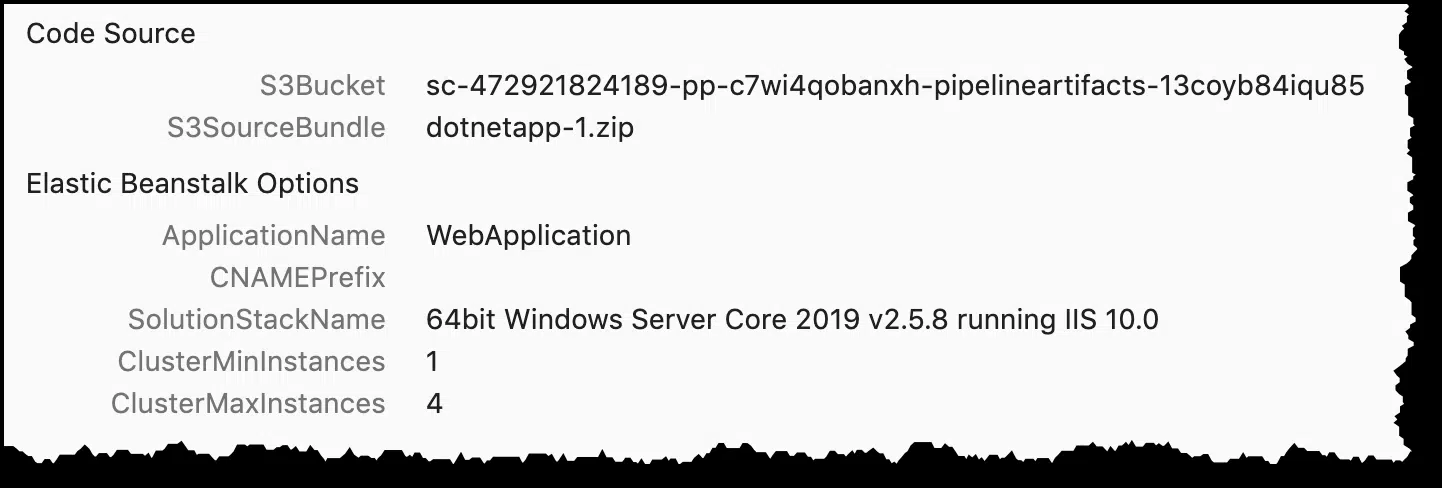 Code Source
S3Bucket sc-472921824189-pp-c7wi4qobanxh-pipelineartifacts-13coyb84iqu85
S3SourceBundle dotnetapp-1.zip
Elastic Beanstalk Options
ApplicationName WebApplication
CNAMEPrefix
SolutionStackName 64bit Windows Server Core 2019 v2.5.8 running IIS 10.0
ClusterMinInstances 1
ClusterMaxInstances 4